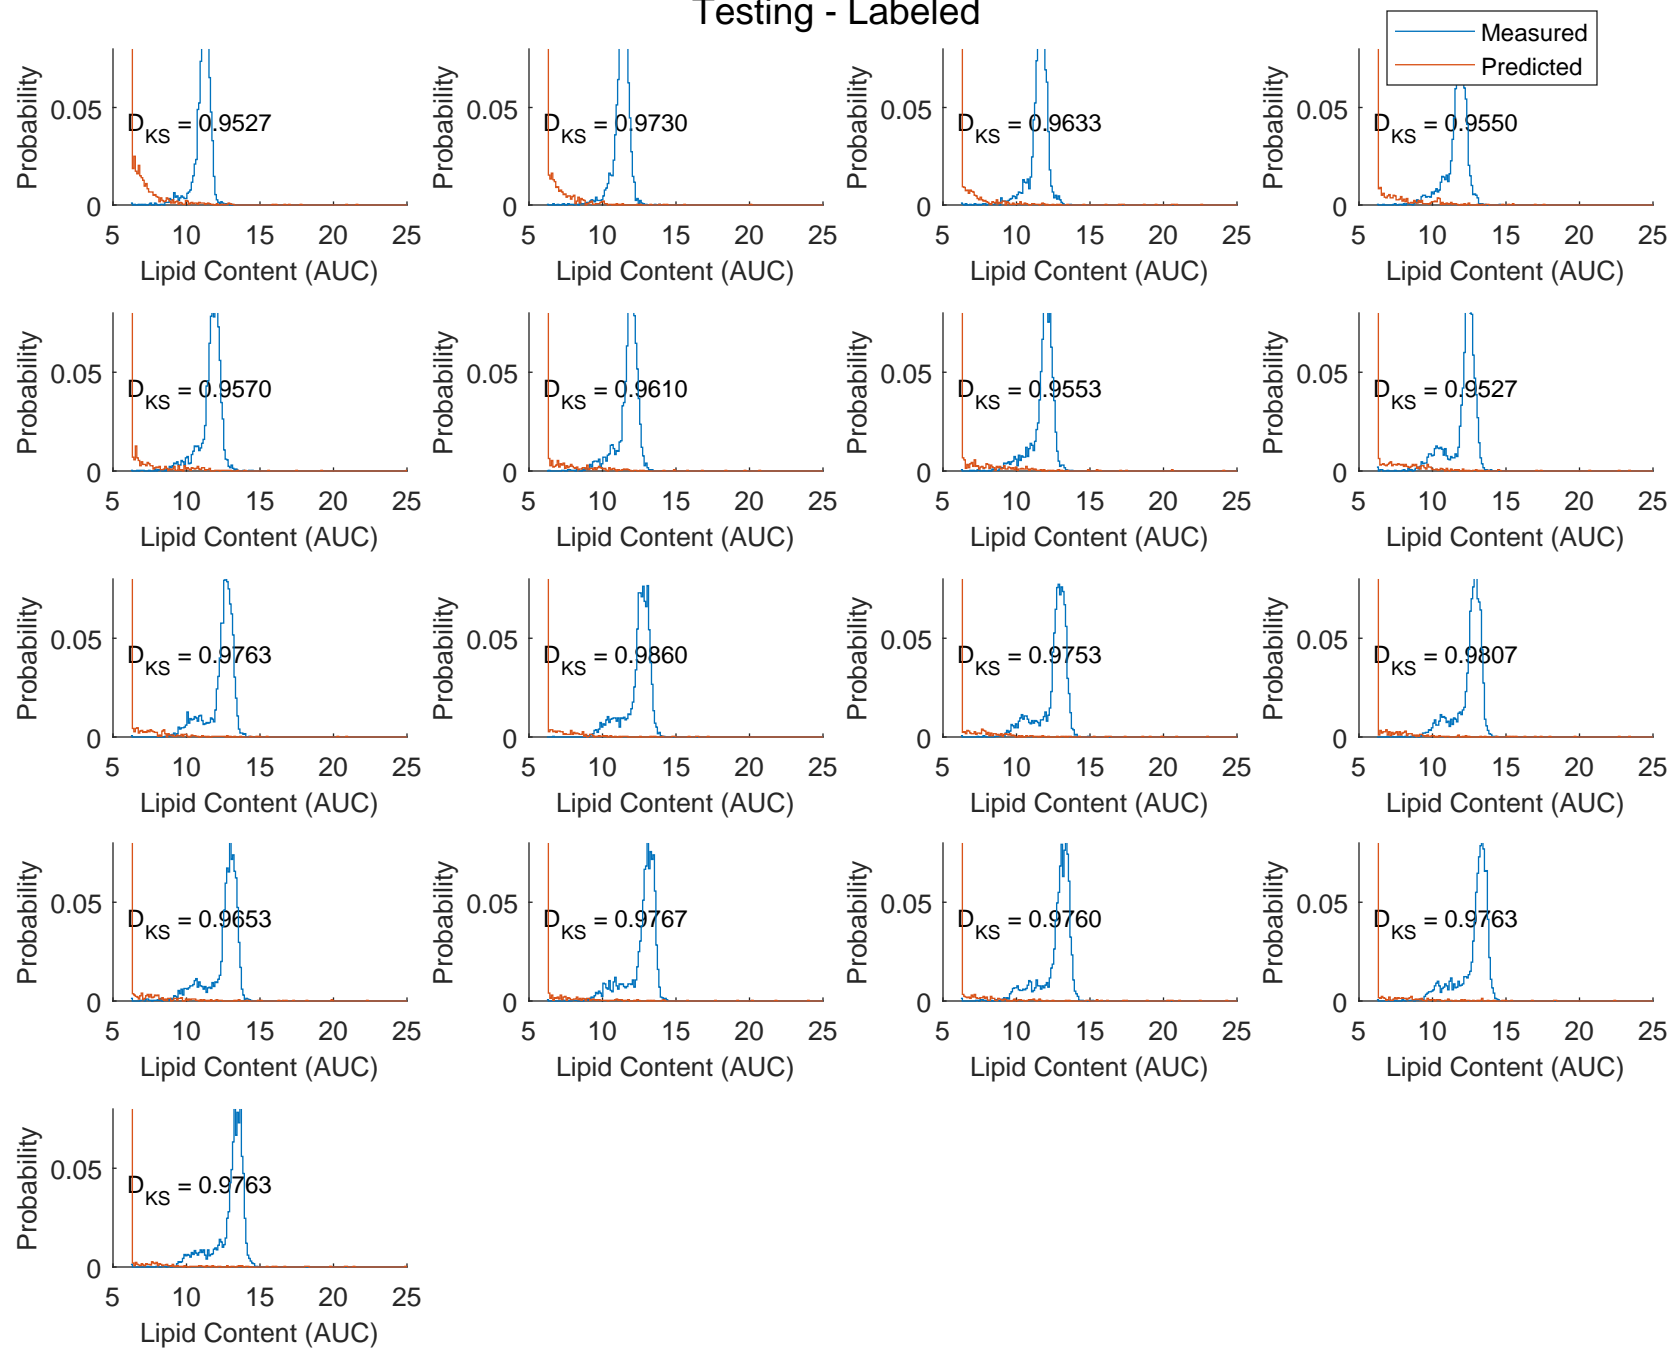 Testing - Labeled
Measured
Predicted
Probability
0.05
0
D_KS = 0.9527
5 10 15 20 25
Lipid Content (AUC)
Probability
0.05
0
D_KS = 0.9730
5 10 15 20 25
Lipid Content (AUC)
Probability
0.05
0
D_KS = 0.9633
5 10 15 20 25
Lipid Content (AUC)
Probability
0.05
0
D_KS = 0.9550
5 10 15 20 25
Lipid Content (AUC)
Probability
0.05
0
D_KS = 0.9570
5 10 15 20 25
Lipid Content (AUC)
Probability
0.05
0
D_KS = 0.9610
5 10 15 20 25
Lipid Content (AUC)
Probability
0.05
0
D_KS = 0.9553
5 10 15 20 25
Lipid Content (AUC)
Probability
0.05
0
D_KS = 0.9527
5 10 15 20 25
Lipid Content (AUC)
Probability
0.05
0
D_KS = 0.9763
5 10 15 20 25
Lipid Content (AUC)
Probability
0.05
0
D_KS = 0.9860
5 10 15 20 25
Lipid Content (AUC)
Probability
0.05
0
D_KS = 0.9753
5 10 15 20 25
Lipid Content (AUC)
Probability
0.05
0
D_KS = 0.9807
5 10 15 20 25
Lipid Content (AUC)
Probability
0.05
0
D_KS = 0.9653
5 10 15 20 25
Lipid Content (AUC)
Probability
0.05
0
D_KS = 0.9767
5 10 15 20 25
Lipid Content (AUC)
Probability
0.05
0
D_KS = 0.9760
5 10 15 20 25
Lipid Content (AUC)
Probability
0.05
0
D_KS = 0.9763
5 10 15 20 25
Lipid Content (AUC)
Probability
0.05
0
D_KS = 0.9763
5 10 15 20 25
Lipid Content (AUC)